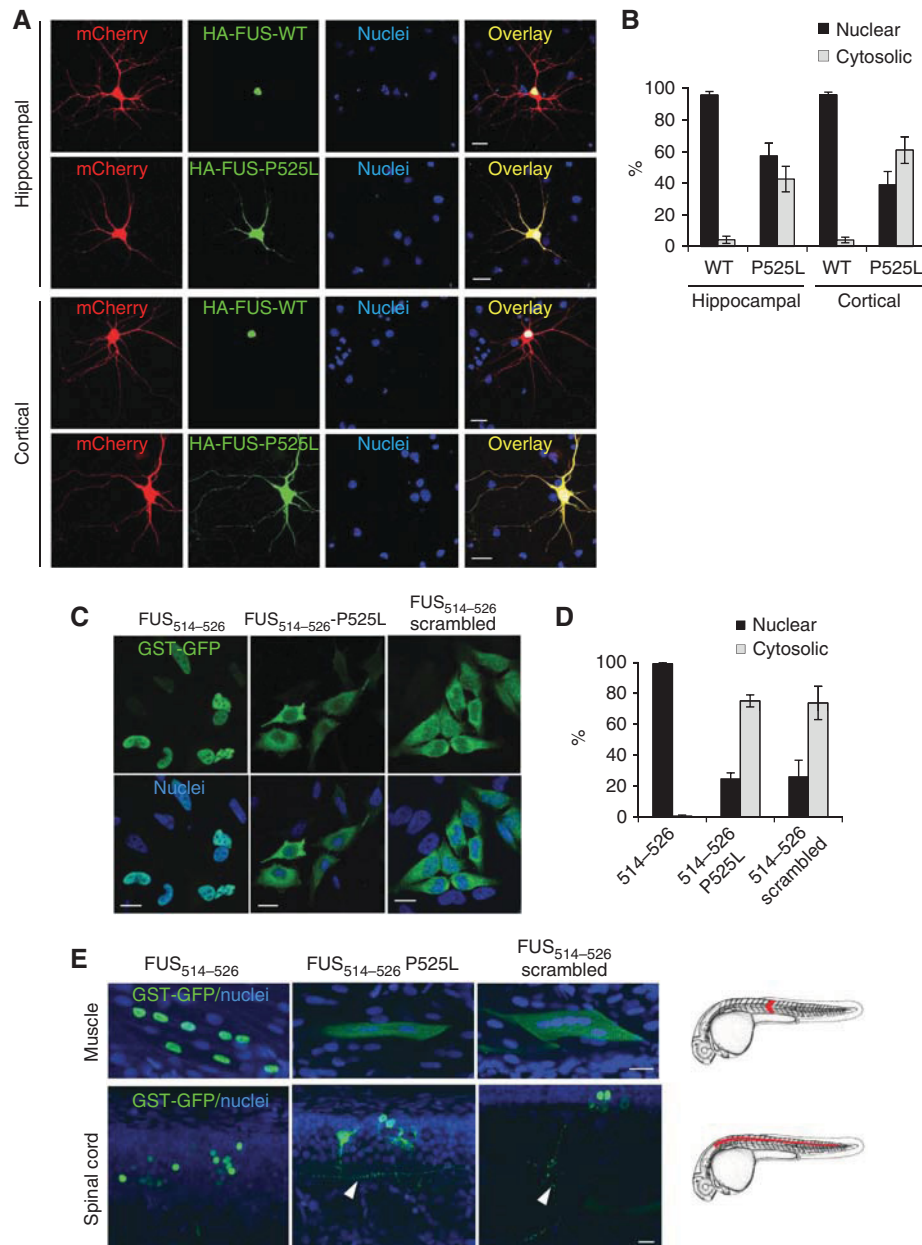 A
mCherry HA-FUS-WT Nuclei Overlay
Hippocampal
mCherry HA-FUS-P525L Nuclei Overlay
mCherry HA-FUS-WT Nuclei Overlay
Cortical
mCherry HA-FUS-P525L Nuclei Overlay
B
Nuclear
Cytosolic
100
80
60
40
20
0
%
WT P525L WT P525L
Hippocampal Cortical
C
FUS514–526 FUS514–526-P525L FUS514–526 scrambled
GST-GFP
Nuclei
D
Nuclear
Cytosolic
100
80
60
40
20
0
%
514–526
514–526 P525L
514–526 scrambled
E
FUS514–526 FUS514–526 P525L FUS514–526 scrambled
Muscle
GST-GFP/nuclei
Spinal cord
GST-GFP/nuclei